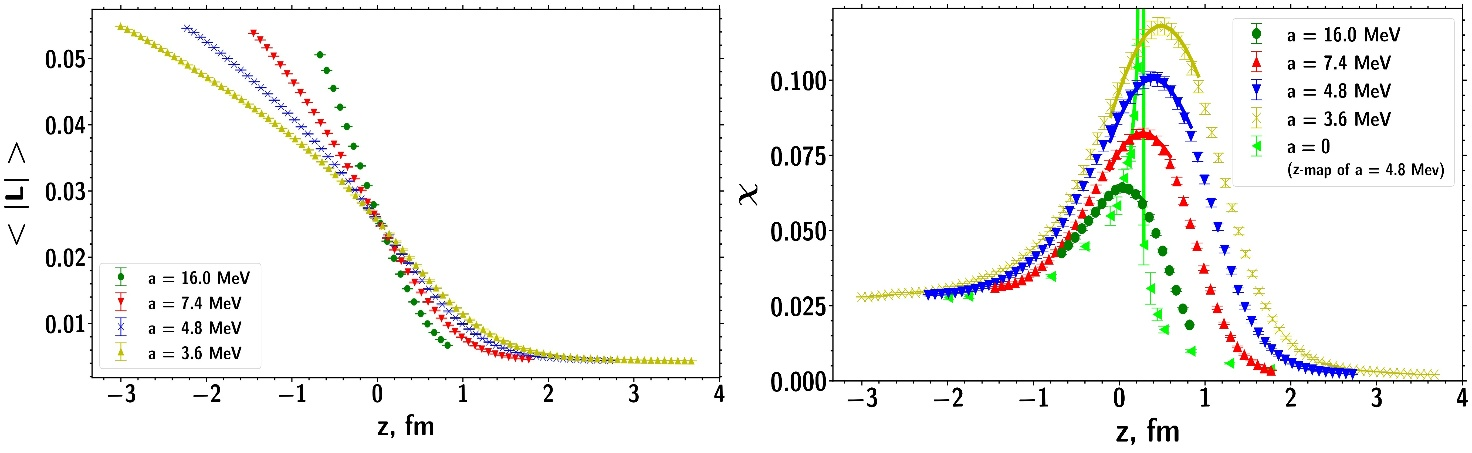 0.05
0.04
0.03
0.02
0.01
< |L| >
a = 16.0 MeV
a = 7.4 MeV
a = 4.8 MeV
a = 3.6 MeV
−3 −2 −1 0 1 2 3 4
z, fm
0.100
0.075
0.050
0.025
0.000
χ
a = 16.0 MeV
a = 7.4 MeV
a = 4.8 MeV
a = 3.6 MeV
a = 0
(z-map of a = 4.8 Mev)
−3 −2 −1 0 1 2 3 4
z, fm